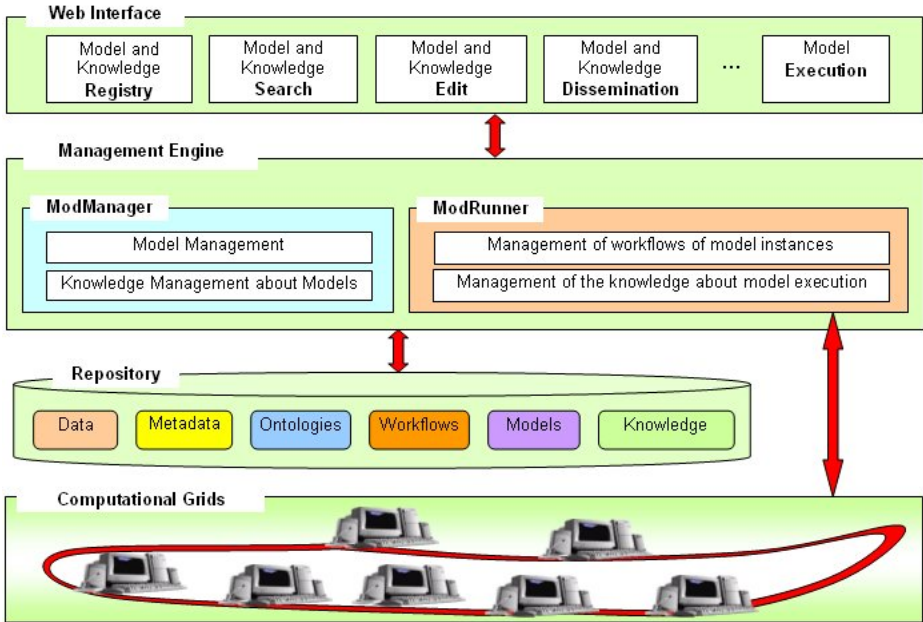 Web Interface
Model and
Knowledge
Registry
Model and
Knowledge
Search
Model and
Knowledge
Edit
Model and
Knowledge
Dissemination
...
Model
Execution
Management Engine
ModManager
Model Management
Knowledge Management about Models
ModRunner
Management of workflows of model instances
Management of the knowledge about model execution
Repository
Data
Metadata
Ontologies
Workflows
Models
Knowledge
Computational Grids